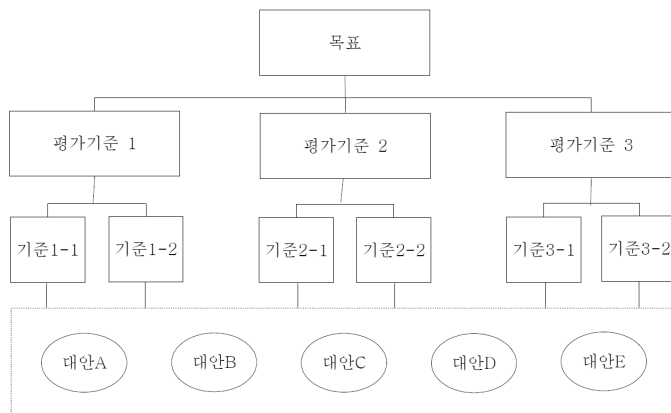 목표
평가기준 1
평가기준 2
평가기준 3
기준1-1
기준1-2
기준2-1
기준2-2
기준3-1
기준3-2
대안A
대안B
대안C
대안D
대안E